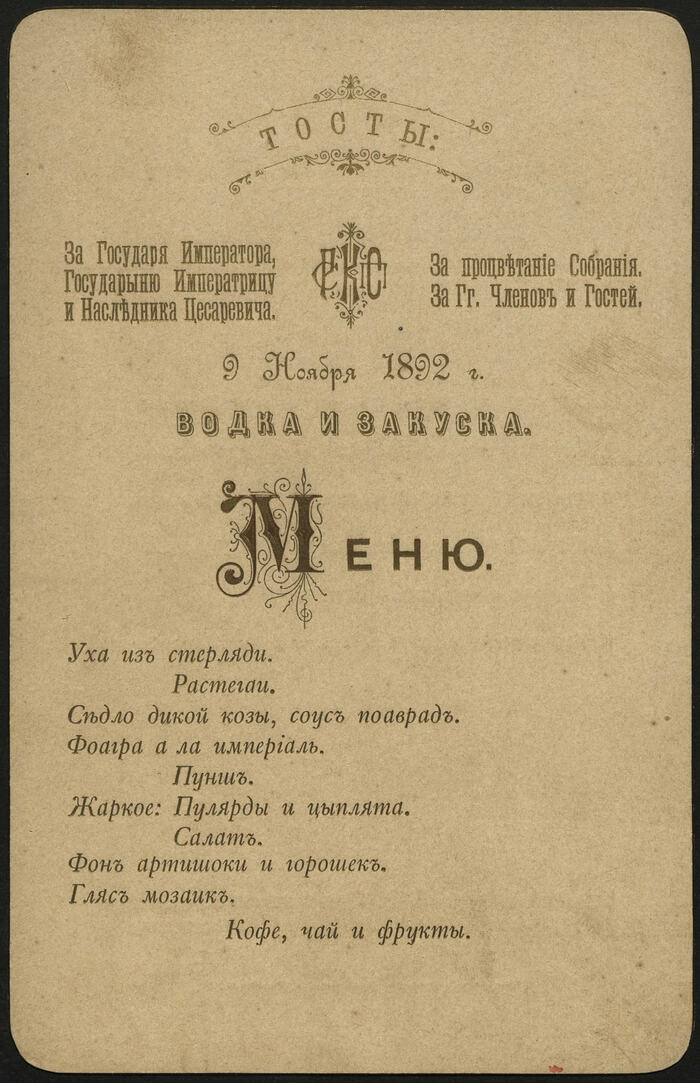 ТОСТЫ:
За Государя Императора,
Государыню Императрицу
и Наслѣдника Цесаревича.
За процвѣтаніе Собранія.
За Гг. Членовъ и Гостей.
9 Ноября 1892 г.
ВОДКА И ЗАКУСКА.
МЕНЮ.
Уха изъ стерляди.
Растегаи.
Сѣдло дикой козы, соусъ поаврадъ.
Фоагра а ла имперіаль.
Пуншъ.
Жаркое: Пулярды и цыплята.
Салатъ.
Фонъ артишоки и горошекъ.
Глясъ мозаикъ.
Кофе, чай и фрукты.